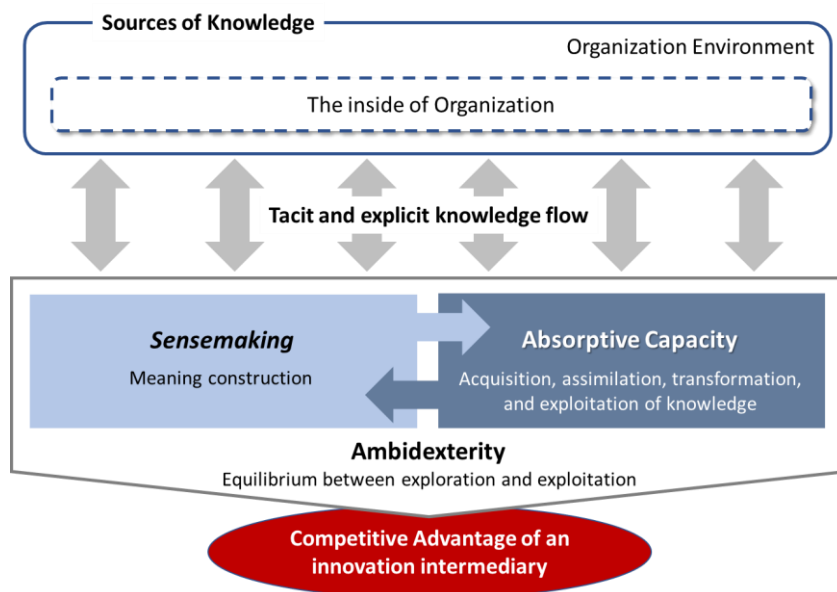 Sources of Knowledge
Organization Environment
The inside of Organization
Tacit and explicit knowledge flow
Sensemaking
Meaning construction
Absorptive Capacity
Acquisition, assimilation, transformation,
and exploitation of knowledge
Ambidexterity
Equilibrium between exploration and exploitation
Competitive Advantage of an
innovation intermediary